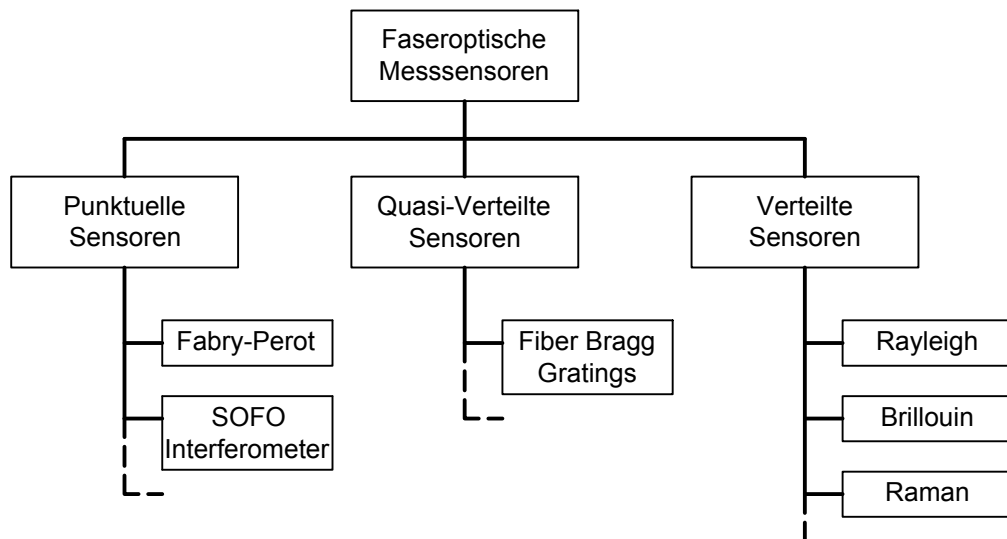 Faseroptische
Messsensoren
Punktuelle
Sensoren
Quasi-Verteilte
Sensoren
Verteilte
Sensoren
Fabry-Perot
SOFO
Interferometer
Fiber Bragg
Gratings
Rayleigh
Brillouin
Raman